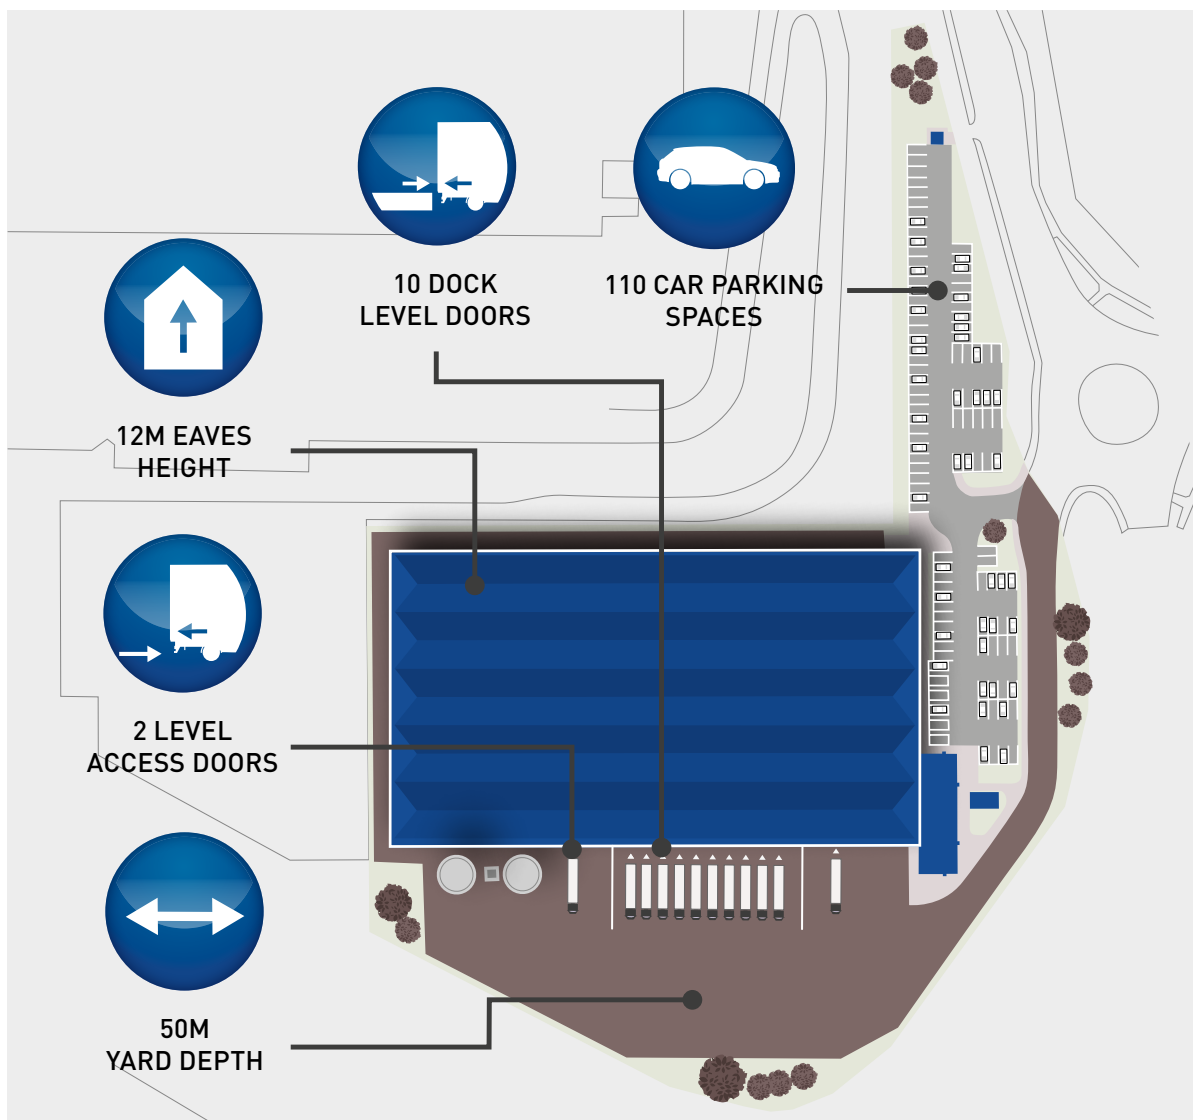 10 DOCK
LEVEL DOORS
110 CAR PARKING
SPACES
12M EAVES
HEIGHT
2 LEVEL
ACCESS DOORS
50M
YARD DEPTH